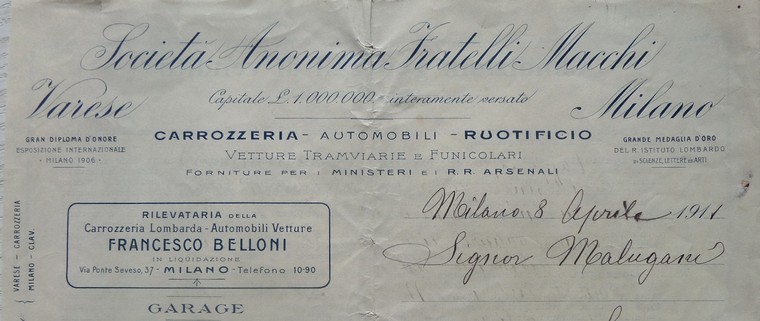 Società Anonima Fratelli Macchi
Varese
Capitale L. 1.000.000 - interamente versato
Milano
GRAN DIPLOMA D'ONORE
ESPOSIZIONE INTERNAZIONALE
- MILANO 1906 -
CARROZZERIA - AUTOMOBILI - RUOTIFICIO
VETTURE TRAMVIARIE E FUNICOLARI
FORNITURE PER I MINISTERI E I R.R. ARSENALI
GRANDE MEDAGLIA D'ORO
DEL R. ISTITUTO LOMBARDO
DI SCIENZE, LETTERE ED ARTI
VARESE - CARROZZERIA
MILANO - CLAV.
RILEVATARIA DELLA
Carrozzeria Lombarda - Automobili Vetture
FRANCESCO BELLONI
IN LIQUIDAZIONE
Via Ponte Seveso, 37 - MILANO - Telefono 10-90
GARAGE
Milano 8 Aprile 1911
Signor Malugani